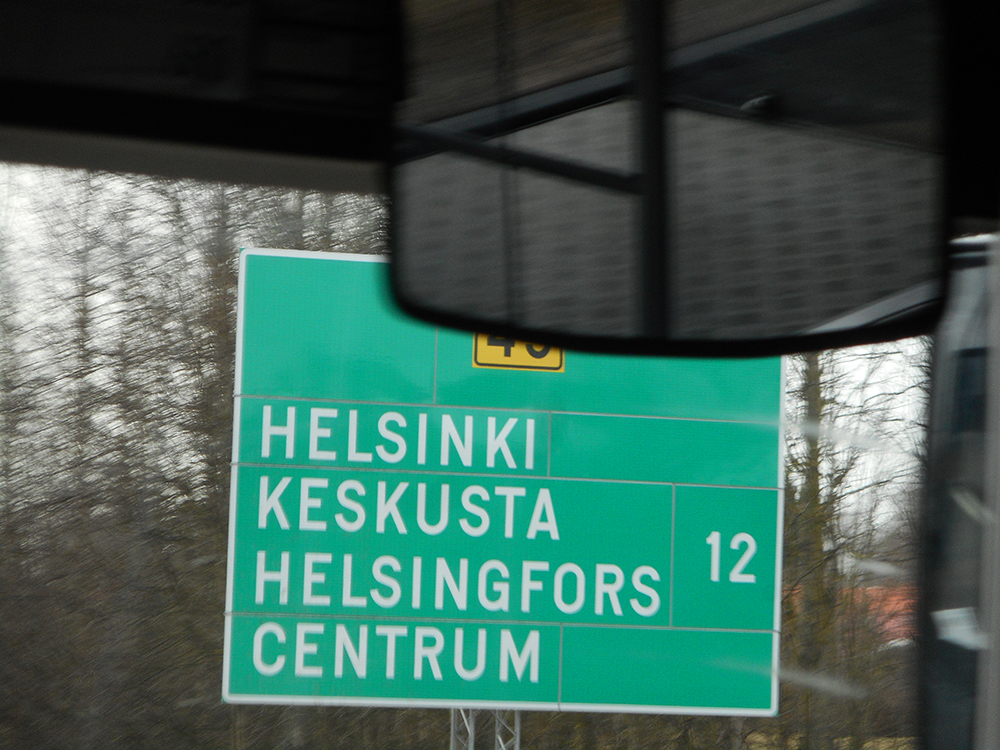 HELSINKI
KESKUSTA
HELSINGFORS 12
CENTRUM